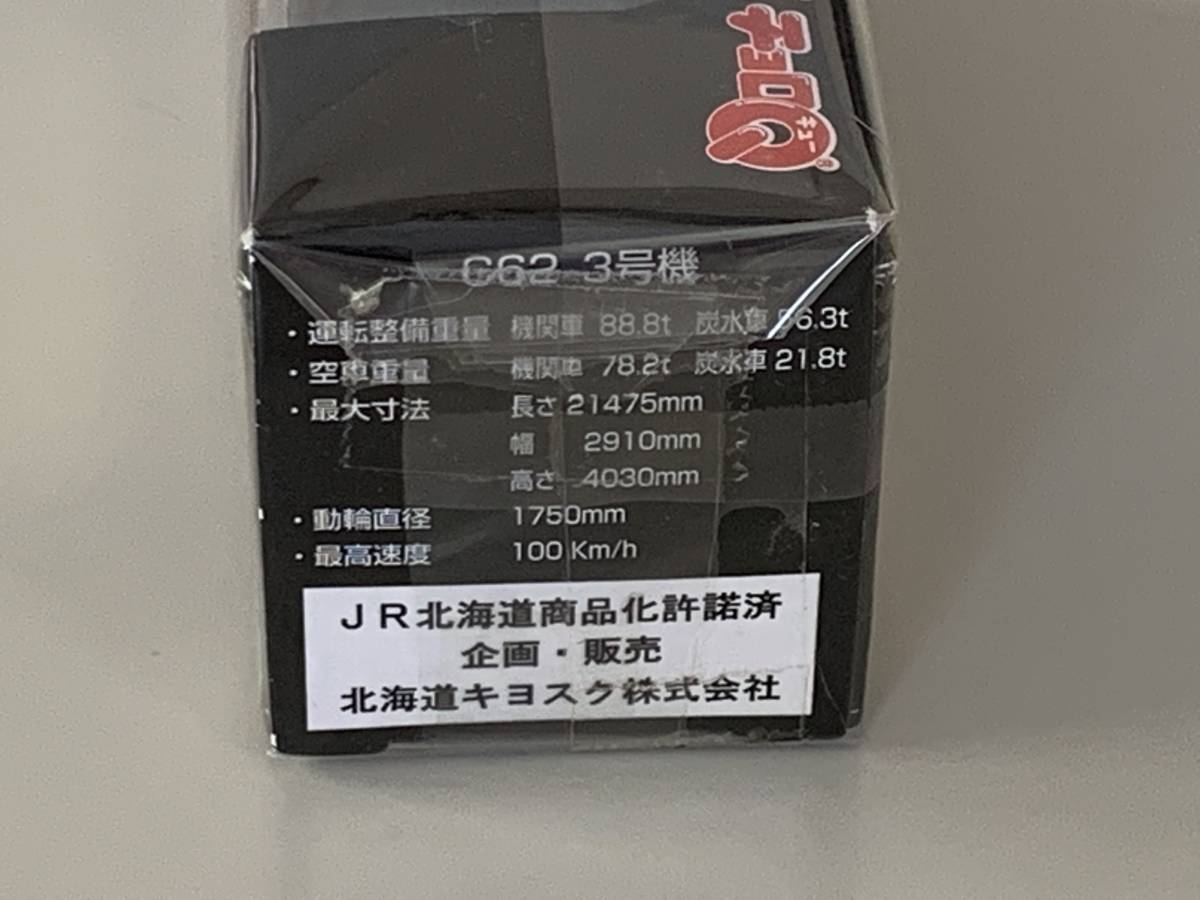 チョロQ
C62 3号機
・運転整備重量 機関車 88.8t 炭水車
・空車重量 機関車 78.2t 炭水車 21.8t
・最大寸法 長さ 21475mm
幅 2910mm
高さ 4030mm
・動輪直径 1750mm
・最高速度 100 Km/h
JR北海道商品化許諾済
企画・販売
北海道キヨスク株式会社